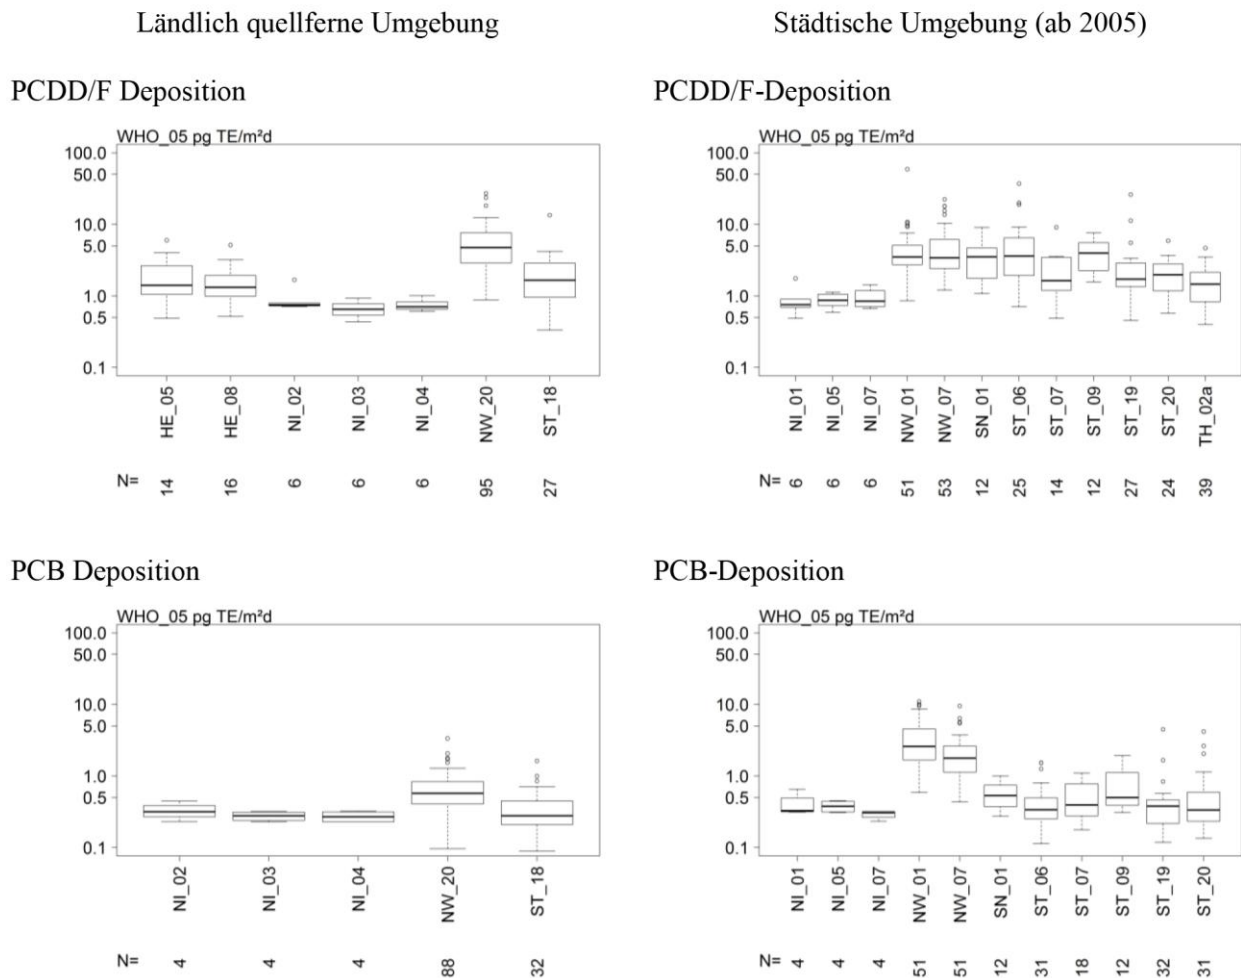 Ländlich quellferne Umgebung
Städtische Umgebung (ab 2005)
PCDD/F Deposition
WHO_05 pg TE/m²d
100.0
50.0
10.0
5.0
1.0
0.5
0.1
HE_05 HE_08 NI_02 NI_03 NI_04 NW_20 ST_18
N= 14 16 6 6 6 95 27
PCDD/F-Deposition
WHO_05 pg TE/m²d
100.0
50.0
10.0
5.0
1.0
0.5
0.1
NI_01 NI_05 NI_07 NW_01 NW_07 SN_01 ST_06 ST_07 ST_09 ST_19 ST_20 TH_02a
N= 6 6 6 51 53 12 25 14 12 27 24 39
PCB Deposition
WHO_05 pg TE/m²d
100.0
50.0
10.0
5.0
1.0
0.5
0.1
NI_02 NI_03 NI_04 NW_20 ST_18
N= 4 4 4 88 32
PCB-Deposition
WHO_05 pg TE/m²d
100.0
50.0
10.0
5.0
1.0
0.5
0.1
NI_01 NI_05 NI_07 NW_01 NW_07 SN_01 ST_06 ST_07 ST_09 ST_19 ST_20
N= 4 4 4 51 51 12 31 18 12 32 31